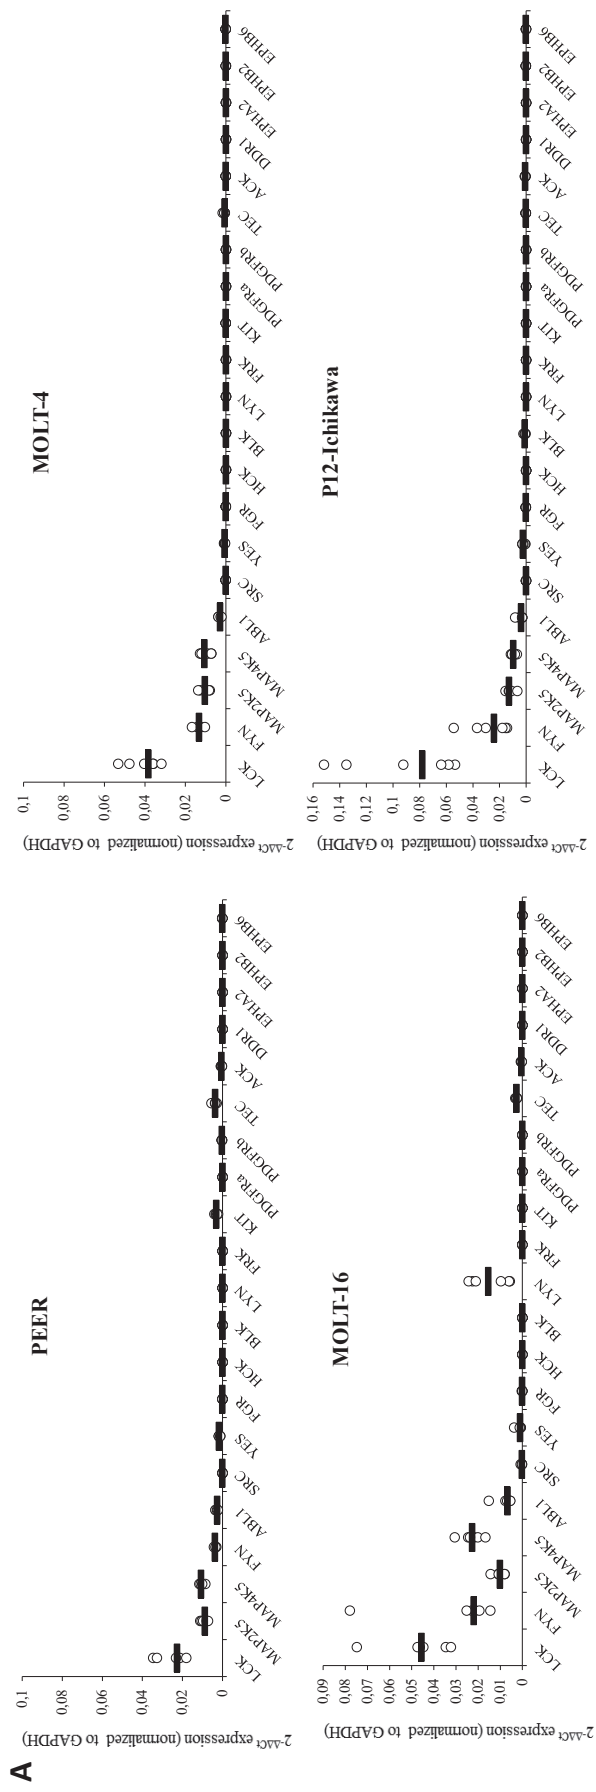 A
PEER
2-ΔΔCt expression (normalized to GAPDH)
0,1
0,08
0,06
0,04
0,02
0
LCK
MAP2K5
MAP4K5
FYN
ABL1
SRC
YES
FGR
HCK
BLK
LYN
FRK
KIT
PDGFRa
PDGFRb
TEC
ACK
DDR1
EPHA2
EPHB2
EPHB6
MOLT-4
2-ΔΔCt expression (normalized to GAPDH)
0,1
0,08
0,06
0,04
0,02
0
LCK
FYN
MAP2K5
MAP4K5
ABL1
SRC
YES
FGR
HCK
BLK
LYN
FRK
KIT
PDGFRa
PDGFRb
TEC
ACK
DDR1
EPHA2
EPHB2
EPHB6
MOLT-16
2-ΔΔCt expression (normalized to GAPDH)
0,09
0,08
0,07
0,06
0,05
0,04
0,03
0,02
0,01
0
LCK
FYN
MAP2K5
MAP4K5
ABL1
SRC
YES
FGR
HCK
BLK
LYN
FRK
KIT
PDGFRa
PDGFRb
TEC
ACK
DDR1
EPHA2
EPHB2
EPHB6
P12-Ichikawa
2-ΔΔCt expression (normalized to GAPDH)
0,16
0,14
0,12
0,1
0,08
0,06
0,04
0,02
0
LCK
FYN
MAP2K5
MAP4K5
ABL1
SRC
YES
FGR
HCK
BLK
LYN
FRK
KIT
PDGFRa
PDGFRb
TEC
ACK
DDR1
EPHA2
EPHB2
EPHB6